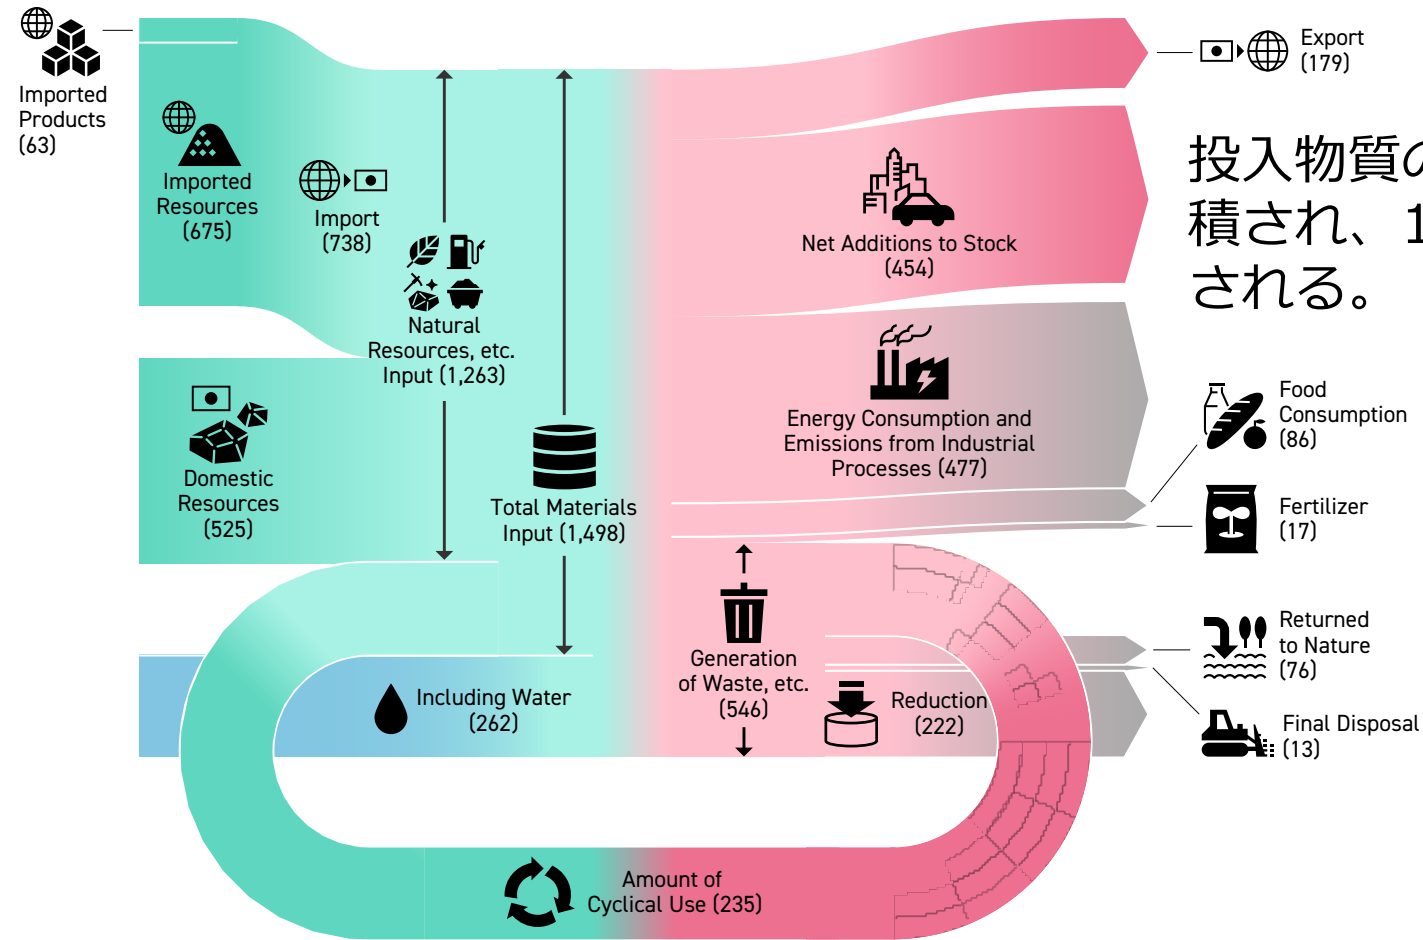 Imported
Products
(63)
Imported
Resources
(675)
Import
(738)
Natural
Resources, etc.
Input (1,263)
Domestic
Resources
(525)
Total Materials
Input (1,498)
Including Water
(262)
Export
(179)
投入物質の
積され、1
される。
Net Additions to Stock
(454)
Energy Consumption and
Emissions from Industrial
Processes (477)
Food
Consumption
(86)
Fertilizer
(17)
Generation
of Waste, etc.
(546)
Reduction
(222)
Returned
to Nature
(76)
Final Disposal
(13)
Amount of
Cyclical Use (235)